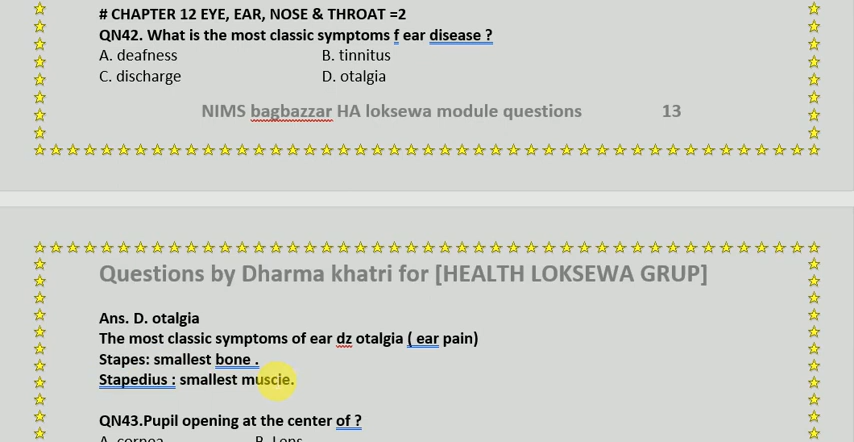 # CHAPTER 12 EYE, EAR, NOSE & THROAT =2
QN42. What is the most classic symptoms f ear disease ?
A. deafness B. tinnitus
C. discharge D. otalgia
NIMS bagbazzar HA loksewa module questions 13
Questions by Dharma khatri for [HEALTH LOKSEWA GRUP]
Ans. D. otalgia
The most classic symptoms of ear dz otalgia ( ear pain)
Stapes: smallest bone .
Stapedius : smallest muscie.
QN43.Pupil opening at the center of ?
A. cornea B. Lens